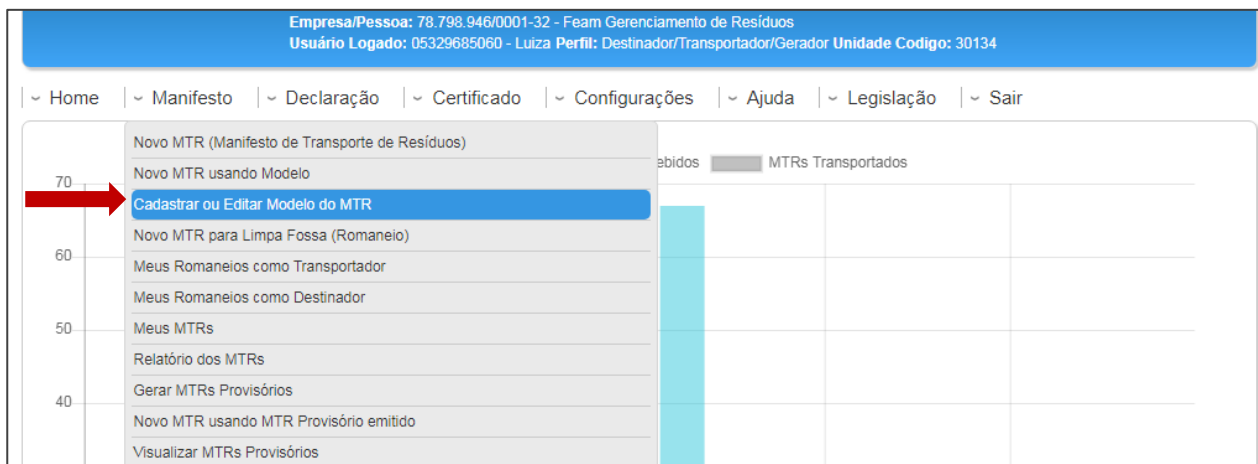 Empresa/Pessoa: 78.798.946/0001-32 - Feam Gerenciamento de Resíduos
Usuário Logado: 05329685060 - Luiza Perfil: Destinador/Transportador/Gerador Unidade Codigo: 30134
Home Manifesto Declaração Certificado Configurações Ajuda Legislação Sair
Novo MTR (Manifesto de Transporte de Resíduos)
ebidos MTRs Transportados
Novo MTR usando Modelo
70
Cadastrar ou Editar Modelo do MTR
Novo MTR para Limpa Fossa (Romaneio)
60
Meus Romaneios como Transportador
Meus Romaneios como Destinador
50 Meus MTRs
Relatório dos MTRs
Gerar MTRs Provisórios
40
Novo MTR usando MTR Provisório emitido
Visualizar MTRs Provisórios